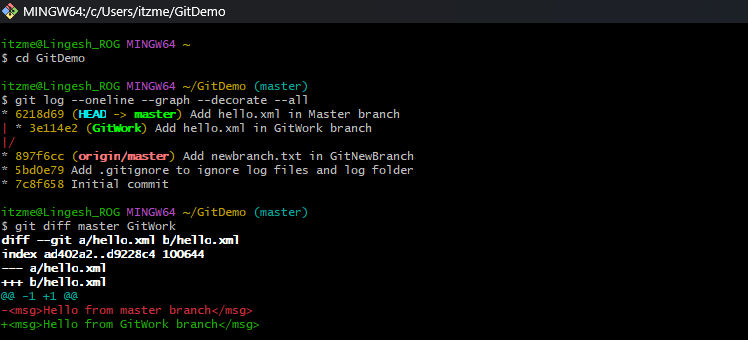 MINGW64:/c/Users/itzme/GitDemo
itzme@Lingesh_ROG MINGW64 ~
$ cd GitDemo
itzme@Lingesh_ROG MINGW64 ~/GitDemo (master)
$ git log --oneline --graph --decorate --all
* 6218d69 (HEAD -> master) Add hello.xml in Master branch
| * 3e114e2 (GitWork) Add hello.xml in GitWork branch
|/
* 897f6cc (origin/master) Add newbranch.txt in GitNewBranch
* 5bd0e79 Add .gitignore to ignore log files and log folder
* 7c8f658 Initial commit
itzme@Lingesh_ROG MINGW64 ~/GitDemo (master)
$ git diff master GitWork
diff --git a/hello.xml b/hello.xml
index ad402a2..d9228c4 100644
--- a/hello.xml
+++ b/hello.xml
@@ -1 +1 @@
-<msg>Hello from master branch</msg>
+<msg>Hello from GitWork branch</msg>